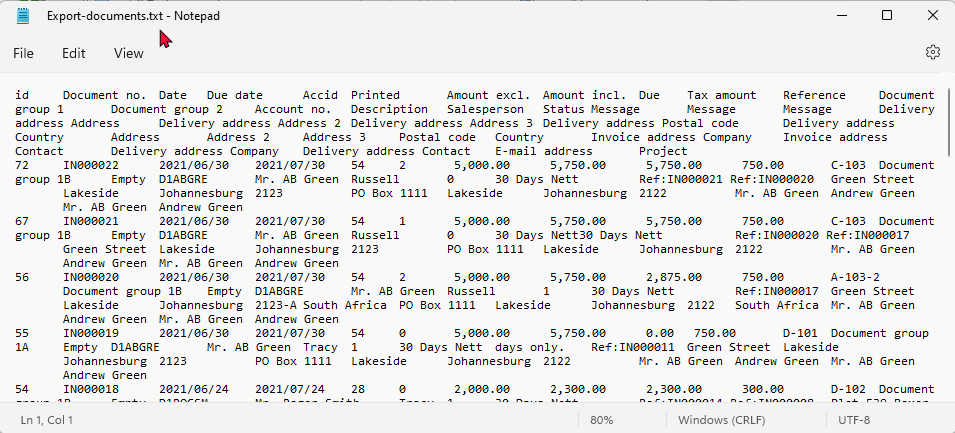 Export-documents.txt - Notepad
File Edit View
id Document no. Date Due date Accid Printed Amount excl. Amount incl. Due Tax amount Reference Document
group 1 Document group 2 Account no. Description Salesperson Status Message Message Message Delivery
address Address Delivery address Address 2 Delivery address Address 3 Delivery address Postal code Delivery address
Country Address Address 2 Address 3 Postal code Country Invoice address Company Invoice address
Contact Delivery address Company Delivery address Contact E-mail address Project
72 IN000022 2021/06/30 2021/07/30 54 2 5,000.00 5,750.00 5,750.00 750.00 C-103 Document
group 1B Empty D1ABGRE Mr. AB Green Russell 0 30 Days Nett Ref:IN000021 Ref:IN000020 Green Street
Lakeside Johannesburg 2123 PO Box 1111 Lakeside Johannesburg 2122 Mr. AB Green Andrew Green
Mr. AB Green Andrew Green
67 IN000021 2021/06/30 2021/07/30 54 1 5,000.00 5,750.00 5,750.00 750.00 C-103 Document
group 1B Empty D1ABGRE Mr. AB Green Russell 0 30 Days Nett30 Days Nett Ref:IN000020 Ref:IN000017
Green Street Lakeside Johannesburg 2123 PO Box 1111 Lakeside Johannesburg 2122 Mr. AB Green
Andrew Green Mr. AB Green Andrew Green
56 IN000020 2021/06/30 2021/07/30 54 2 5,000.00 5,750.00 2,875.00 750.00 A-103-2
Document group 1B Empty D1ABGRE Mr. AB Green Russell 1 30 Days Nett Ref:IN000017 Green Street
Lakeside Johannesburg 2123-A South Africa PO Box 1111 Lakeside Johannesburg 2122 South Africa Mr. AB Green
Andrew Green Mr. AB Green Andrew Green
55 IN000019 2021/06/30 2021/07/30 54 0 5,000.00 5,750.00 0.00 750.00 D-101 Document group
1A Empty D1ABGRE Mr. AB Green Tracy 1 30 Days Nett days only. Ref:IN000011 Green Street Lakeside
Johannesburg 2123 PO Box 1111 Lakeside Johannesburg 2122 Mr. AB Green Andrew Green Mr. AB Green
Andrew Green
54 IN000018 2021/06/24 2021/07/24 28 0 2,000.00 2,300.00 2,300.00 300.00 D-102 Document
group 1B Empty Mr. Roger Smith Tracy 1 30 Days Nett Ref:IN000014
Ln 1, Col 1 80% Windows (CRLF) UTF-8